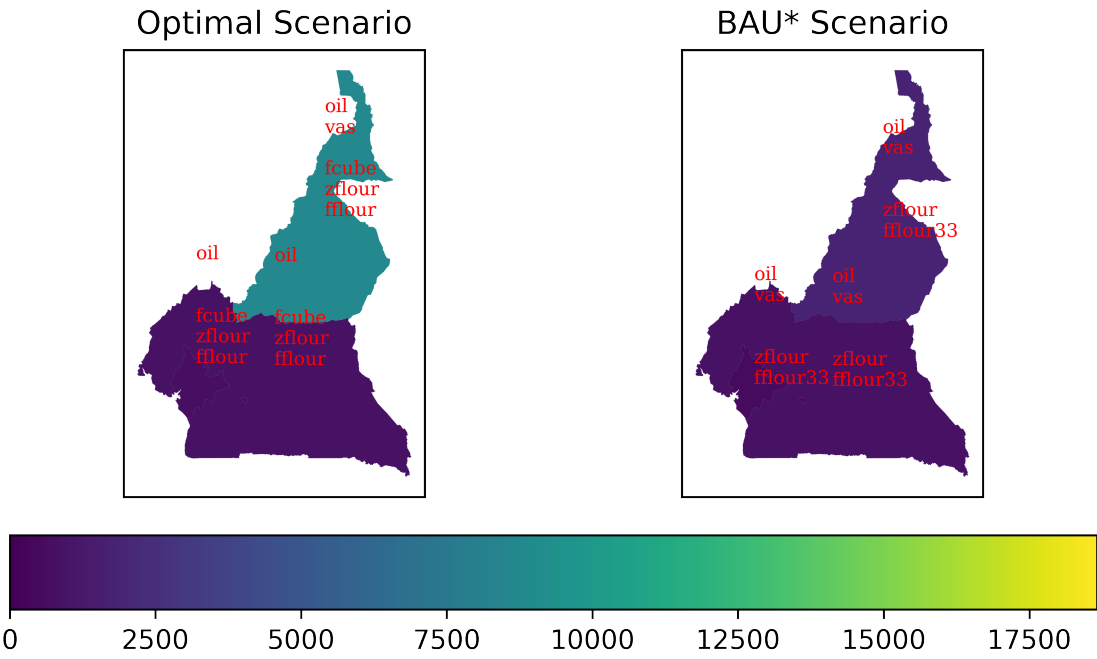 Optimal Scenario
BAU* Scenario
oil
vas
fcube
zflour
fflour
oil
fcube
zflour
fflour
oil
fcube
zflour
fflour
oil
vas
zflour
fflour33
oil
vas
zflour
fflour33
oil
vas
zflour
fflour33
0 2500 5000 7500 10000 12500 15000 17500